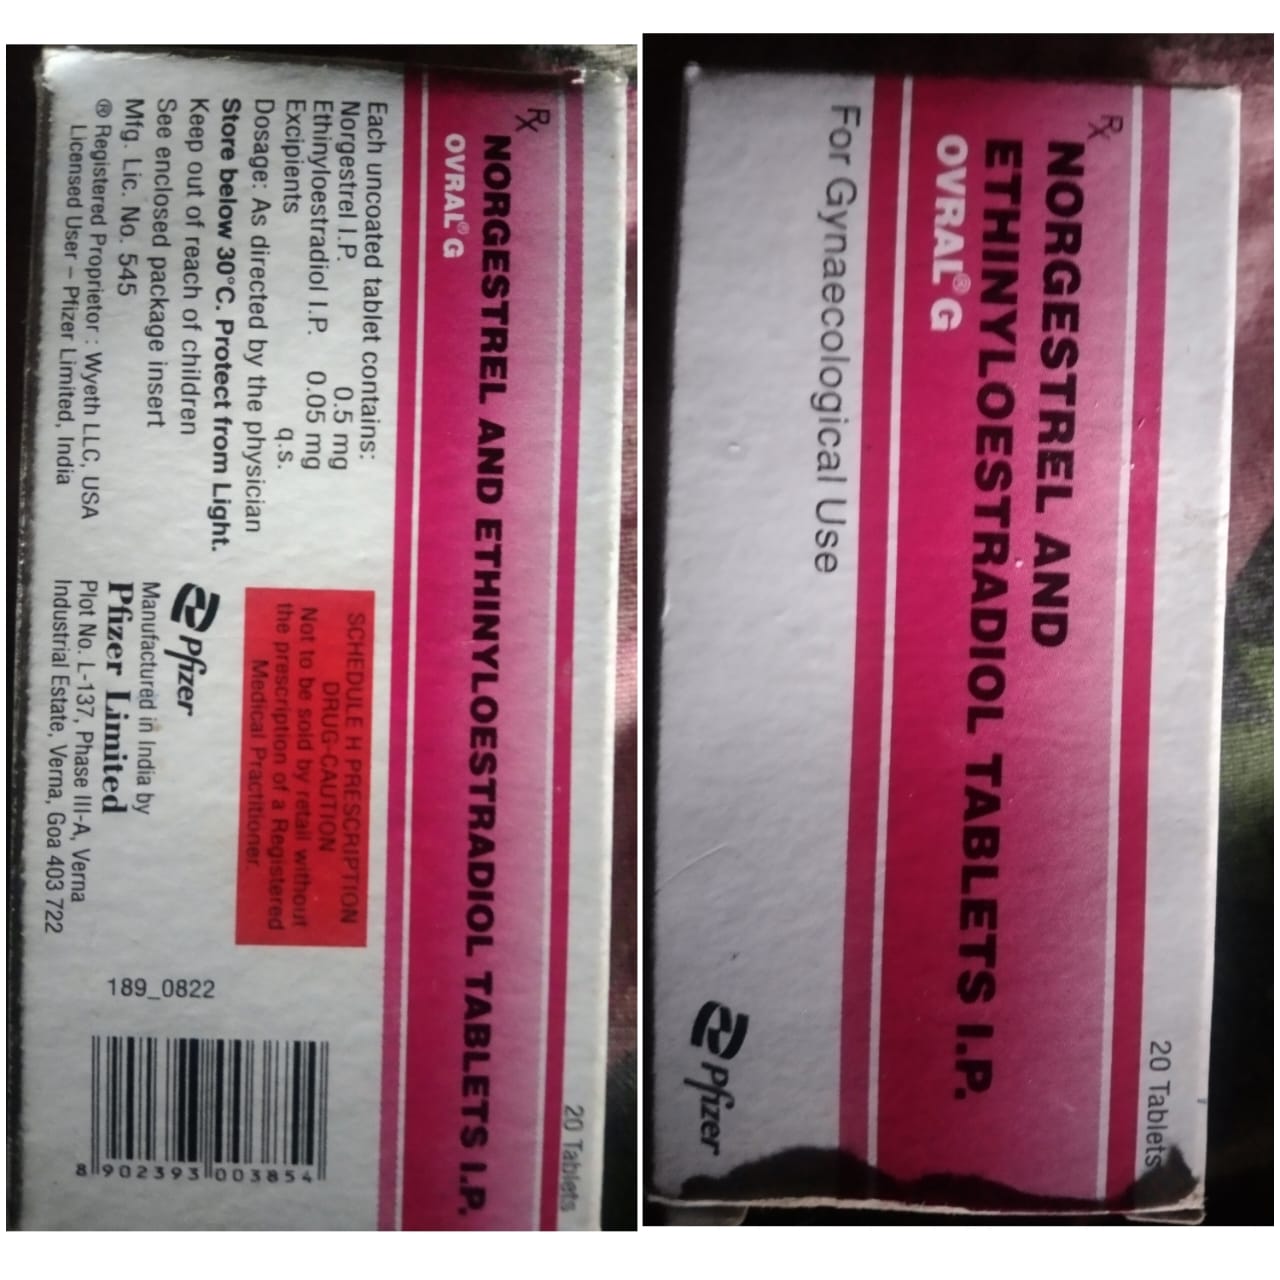 20 Tablets
Rx
NORGESTREL AND ETHINYLOESTRADIOL TABLETS I.P.
OVRAL® G
Each uncoated tablet contains:
Norgestrel I.P. 0.5 mg
Ethinyloestradiol I.P. 0.05 mg
Excipients q.s.
Dosage: As directed by the physician
Store below 30°C. Protect from Light.
Keep out of reach of children
See enclosed package insert
Mfg. Lic. No. 545
® Registered Proprietor : Wyeth LLC, USA
Licensed User – Pfizer Limited, India
SCHEDULE H PRESCRIPTION
DRUG-CAUTION
Not to be sold by retail without
the prescription of a Registered
Medical Practitioner.
Pfizer
Manufactured in India by
Pfizer Limited
Plot No. L-137, Phase III-A, Verna
Industrial Estate, Verna, Goa 403 722
189_0822
8 902393 003854
20 Tablets
Rx
NORGESTREL AND
ETHINYLOESTRADIOL TABLETS I.P.
OVRAL® G
For Gynaecological Use
Pfizer